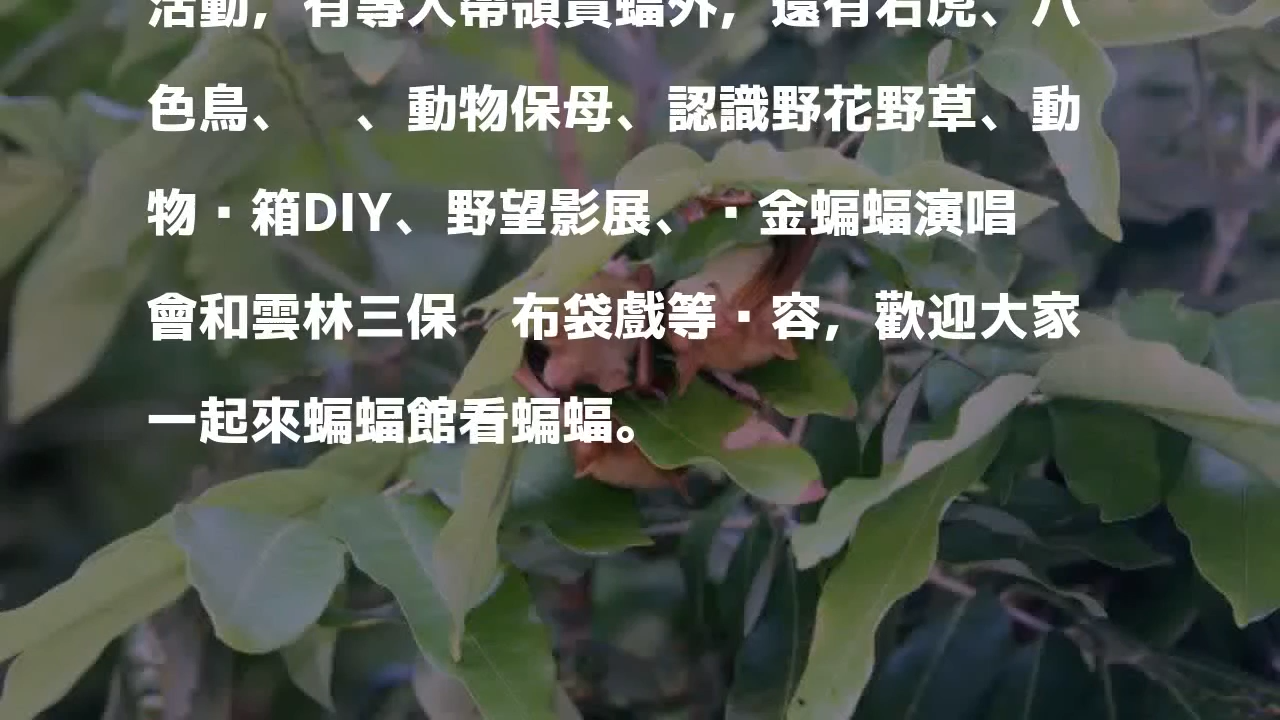 活動，有專人帶領賞蝠外，還有石虎、八
色鳥、　、動物保母、認識野花野草、動
物▪箱DIY、野望影展、▪金蝙蝠演唱
會和雲林三保　布袋戲等▪容，歡迎大家
一起來蝙蝠館看蝙蝠。